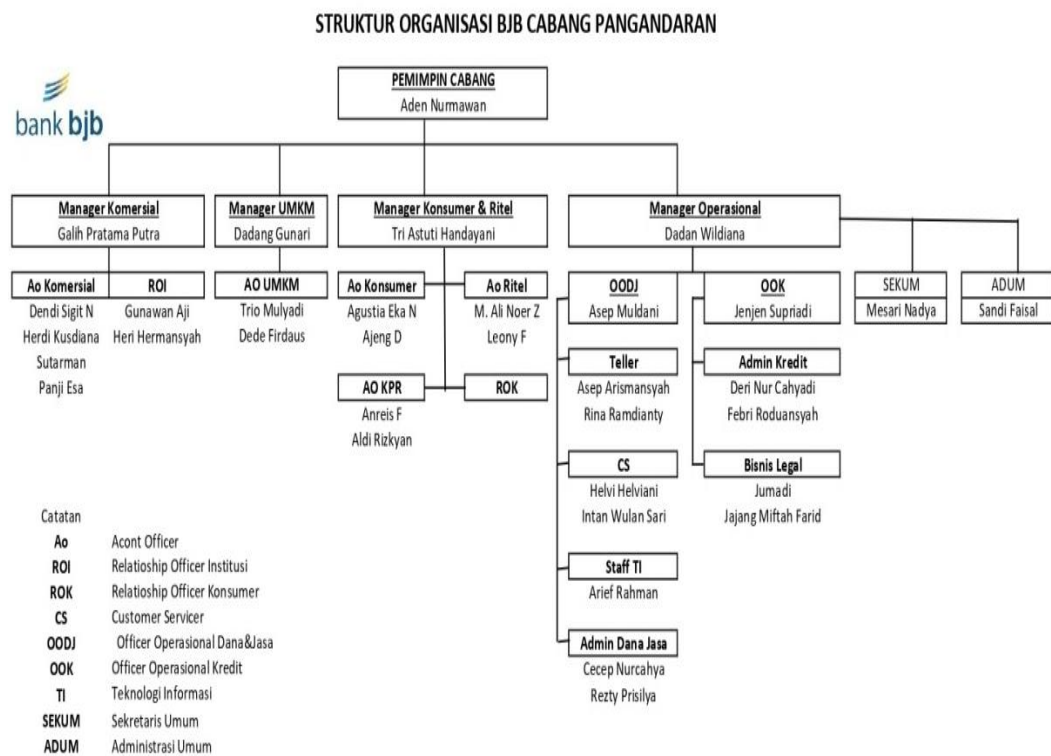 STRUKTUR ORGANISASI BJB CABANG PANGANDARAN
bank bjb
PEMIMPIN CABANG
Aden Nurmawan
Manager Komersial
Galih Pratama Putra
Manager UMKM
Dadang Gunari
Manager Konsumer & Ritel
Tri Astuti Handayani
Manager Operasional
Dadan Wildiana
Ao Komersial
Dendi Sigit N
Herdi Kusdiana
Sutarman
Panji Esa
ROI
Gunawan Aji
Heri Hermansyah
AO UMKM
Trio Mulyadi
Dede Firdaus
Ao Konsumer
Agustia Eka N
Ajeng D
Ao Ritel
M. Ali Noer Z
Leony F
AO KPR
Anreis F
Aldi Rizkyan
ROK
OODJ
Asep Muldani
OOK
Jenjen Supriadi
SEKUM
Mesari Nadya
ADUM
Sandi Faisal
Teller
Asep Arismansyah
Rina Ramdianty
Admin Kredit
Deri Nur Cahyadi
Febri Roduansyah
CS
Helvi Helviani
Intan Wulan Sari
Bisnis Legal
Jumadi
Jajang Miftah Farid
Staff TI
Arief Rahman
Admin Dana Jasa
Cecep Nurcahya
Rezty Prisilya
Catatan
Ao Acont Officer
ROI Relatioship Officer Institusi
ROK Relatioship Officer Konsumer
CS Customer Servicer
OODJ Officer Operasional Dana&Jasa
OOK Officer Operasional Kredit
TI Teknologi Informasi
SEKUM Sekretaris Umum
ADUM Administrasi Umum